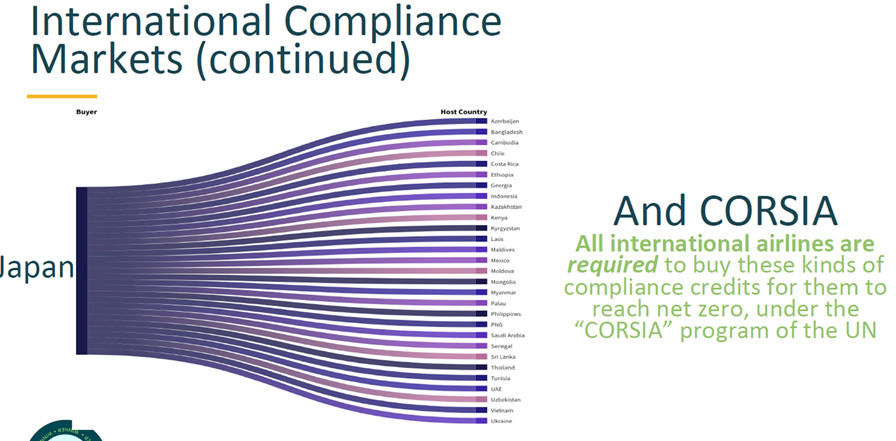 International Compliance
Markets (continued)
Buyer
Host Country
Azerbaijan
Bangladesh
Cambodia
Chile
Costa Rica
Ethiopia
Georgia
Indonesia
Kazakhstan
Kenya
Kyrgyzstan
Laos
Maldives
Mexico
Moldova
Mongolia
Myanmar
Palau
Philippines
PNG
Saudi Arabia
Senegal
Sri Lanka
Thailand
Tunisia
UAE
Uzbekistan
Vietnam
Ukraine
Japan
And CORSIA
All international airlines are
required to buy these kinds of
compliance credits for them to
reach net zero, under the
“CORSIA” program of the UN